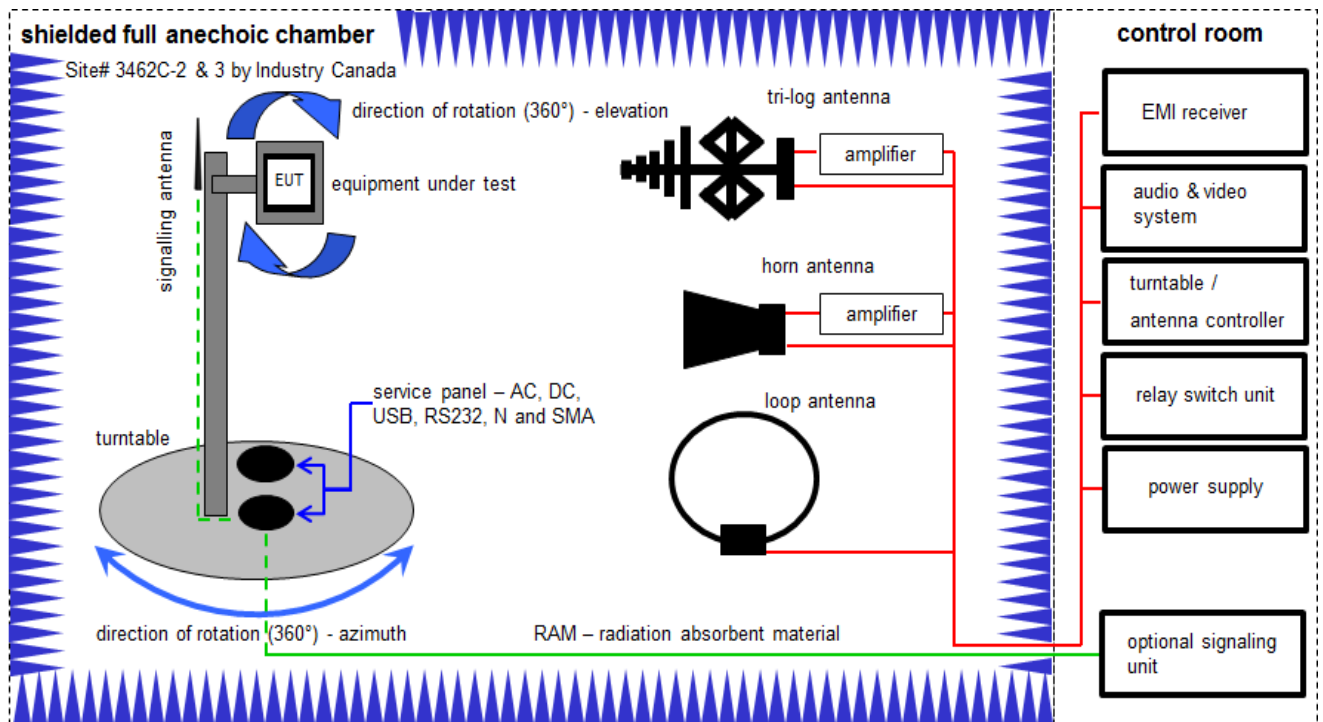 shielded full anechoic chamber
Site# 3462C-2 & 3 by Industry Canada
direction of rotation (360°) - elevation
signalling antenna
EUT
equipment under test
tri-log antenna
amplifier
horn antenna
amplifier
loop antenna
service panel – AC, DC,
USB, RS232, N and SMA
turntable
direction of rotation (360°) - azimuth
RAM – radiation absorbent material
control room
EMI receiver
audio & video
system
turntable /
antenna controller
relay switch unit
power supply
optional signaling
unit